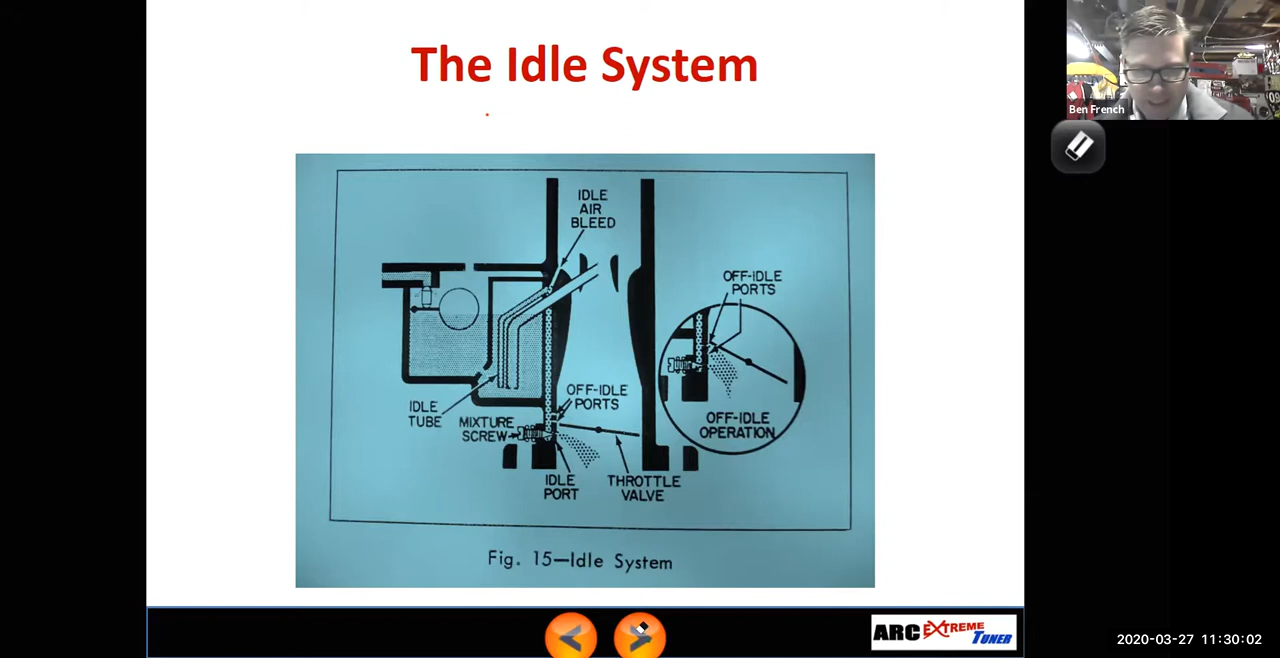 The Idle System
IDLE
AIR
BLEED
OFF-IDLE
PORTS
OFF-IDLE
PORTS
IDLE
TUBE
MIXTURE
SCREW
OFF-IDLE
OPERATION
IDLE
PORT
THROTTLE
VALVE
Fig. 15—Idle System
ARC EXTREME
TUNER
Ben French
09
2020-03-27 11:30:02